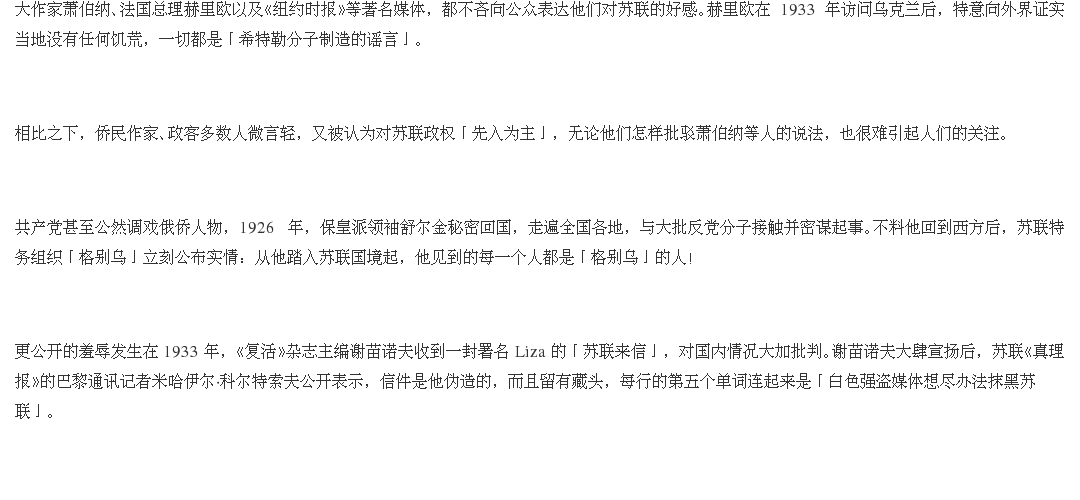 大作家萧伯纳、法国总理赫里欧以及《纽约时报》等著名媒体，都不吝向公众表达他们对苏联的好感。赫里欧在 1933 年访问乌克兰后，特意向外界证实
当地没有任何饥荒，一切都是「希特勒分子制造的谣言」。
相比之下，侨民作家、政客多数人微言轻，又被认为对苏联政权「先入为主」，无论他们怎样批驳萧伯纳等人的说法，也很难引起人们的关注。
共产党甚至公然调戏俄侨人物，1926 年，保皇派领袖舒尔金秘密回国，走遍全国各地，与大批反党分子接触并密谋起事。不料他回到西方后，苏联特
务组织「格别乌」立刻公布实情：从他踏入苏联国境起，他见到的每一个人都是「格别乌」的人!
更公开的羞辱发生在 1933 年，《复活》杂志主编谢苗诺夫收到一封署名 Liza 的「苏联来信」，对国内情况大加批判。谢苗诺夫大肆宣扬后，苏联《真理
报》的巴黎通讯记者米哈伊尔·科尔特索夫公开表示，信件是他伪造的，而且留有藏头，每行的第五个单词连起来是「白色强盗媒体想尽办法抹黑苏
联」。